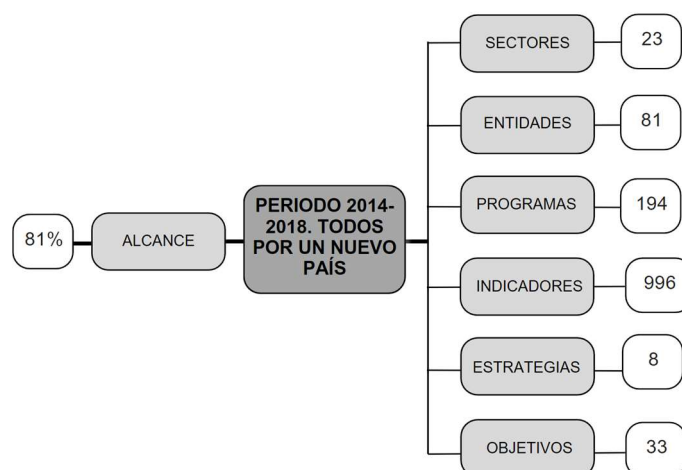 SECTORES
23
ENTIDADES
81
PROGRAMAS
194
81%
ALCANCE
PERIODO 2014-
2018. TODOS
POR UN NUEVO
PAÍS
INDICADORES
996
ESTRATEGIAS
8
OBJETIVOS
33